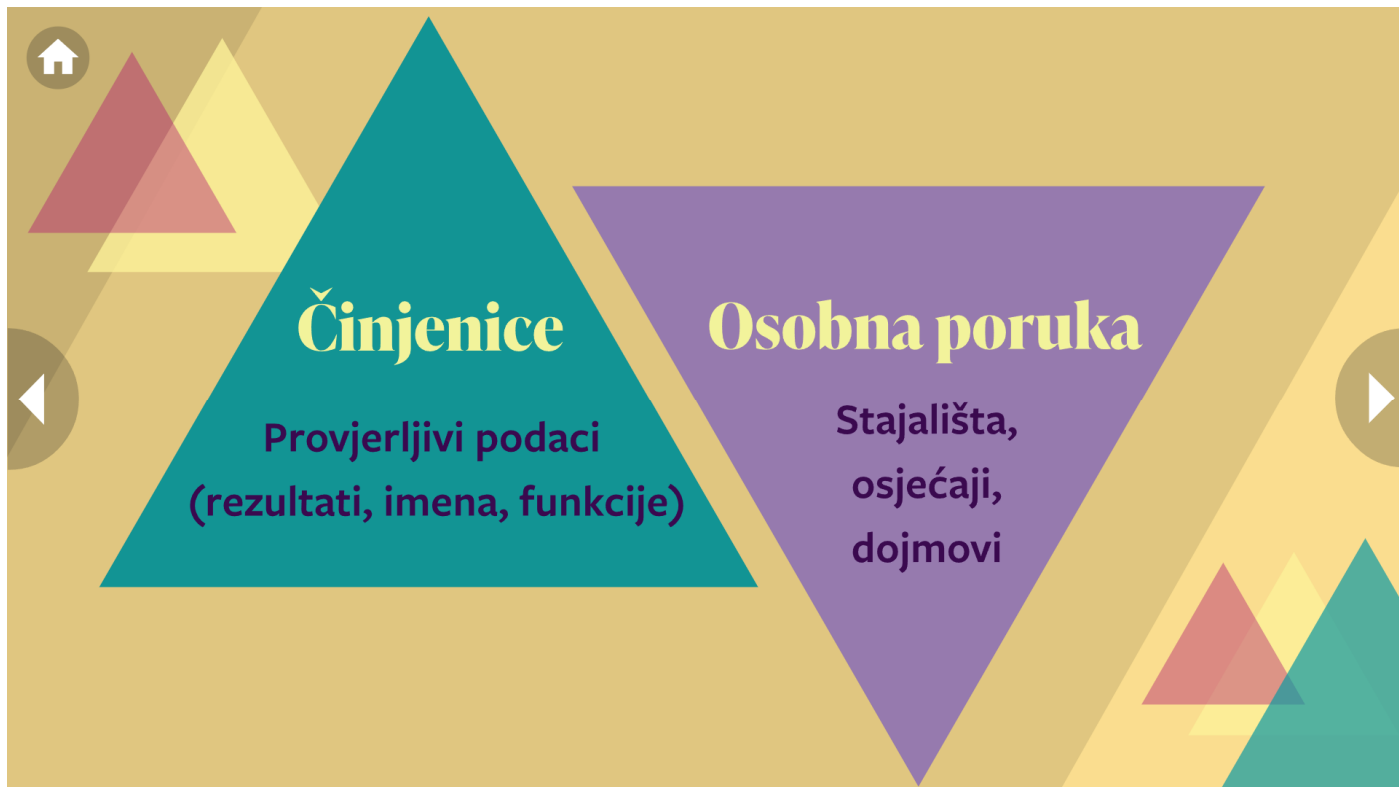 Činjenice
Provjerljivi podaci
(rezultati, imena, funkcije)
Osobna poruka
Stajališta,
osjećaji,
dojmovi